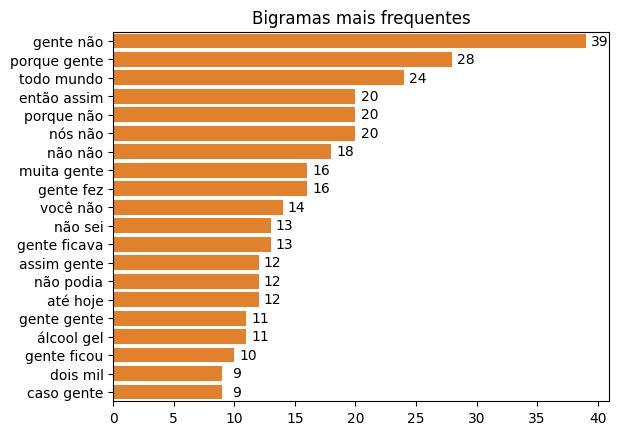 Bigramas mais frequentes
gente não 39
porque gente 28
todo mundo 24
então assim 20
porque não 20
nós não 20
não não 18
muita gente 16
gente fez 16
você não 14
não sei 13
gente ficava 13
assim gente 12
não podia 12
até hoje 12
gente gente 11
álcool gel 11
gente ficou 10
dois mil 9
caso gente 9
0 5 10 15 20 25 30 35 40